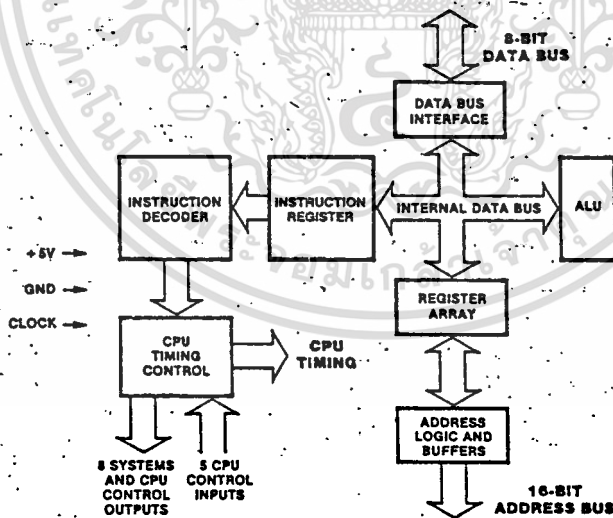 8-BIT
DATA BUS
DATA BUS
INTERFACE
INSTRUCTION
DECODER
INSTRUCTION
REGISTER
INTERNAL DATA BUS
ALU
+5V
GND
CLOCK
REGISTER
ARRAY
CPU
TIMING
CONTROL
CPU
TIMING
ADDRESS
LOGIC AND
BUFFERS
8 SYSTEMS
AND CPU
CONTROL
OUTPUTS
5 CPU
CONTROL
INPUTS
16-BIT
ADDRESS BUS